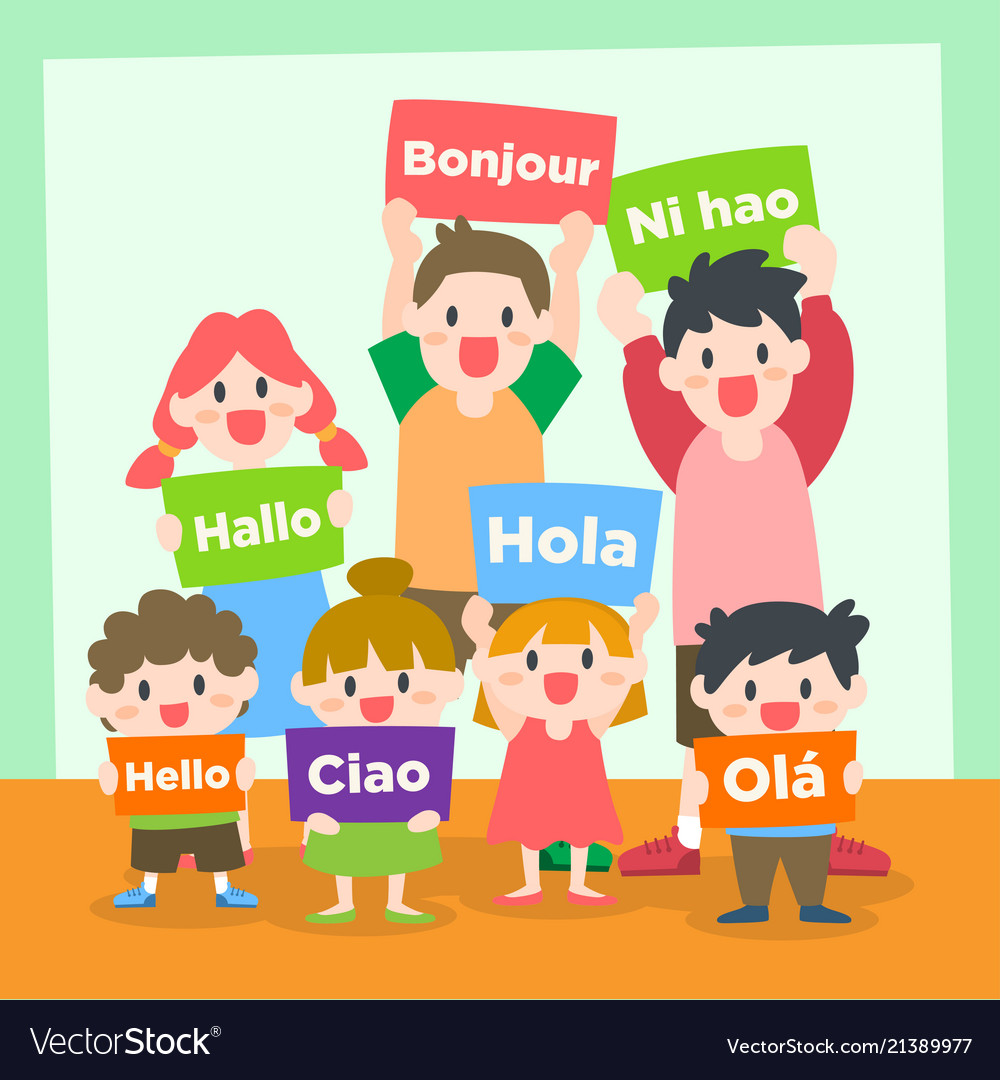 Bonjour
Ni hao
Hallo
Hola
Hello
Ciao
Olá
VectorStock®
VectorStock.com/21389977